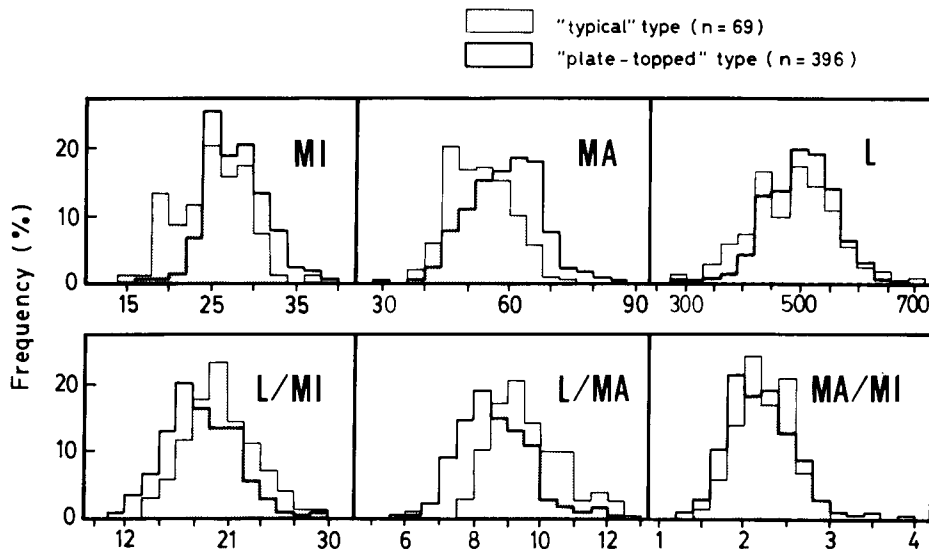 "typical" type (n=69)
"plate-topped" type (n=396)
Frequency (%)
20
10
0
MI
MA
L
15 25 35
30 60 90
300 500 700
20
10
0
L/MI
L/MA
MA/MI
12 21 30
6 8 10 12
1 2 3 4